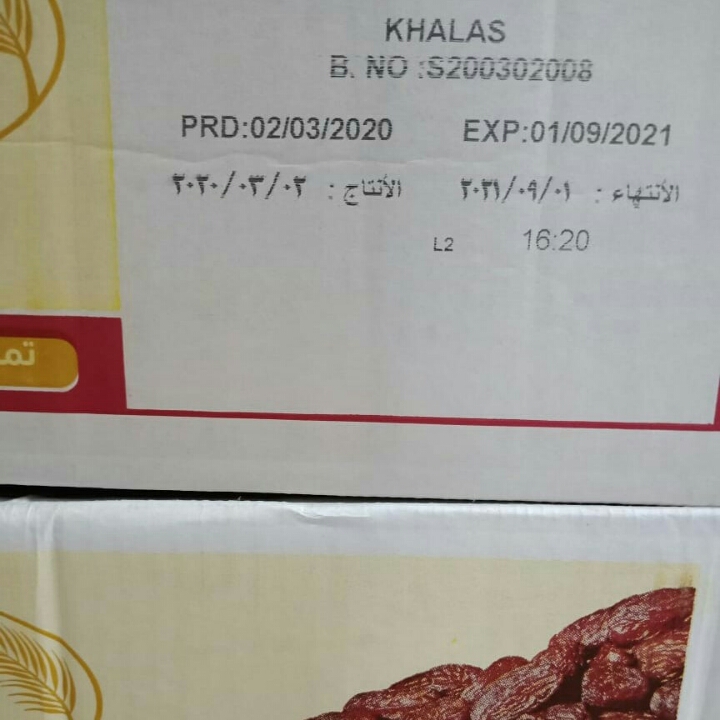 KHALAS
B. NO :S200302008
PRD:02/03/2020 EXP:01/09/2021
الأنتاج : ٢٠٢٠/٠٣/٠٢ الأنتهاء : ٢٠٢١/٠٩/٠١
L2 16:20